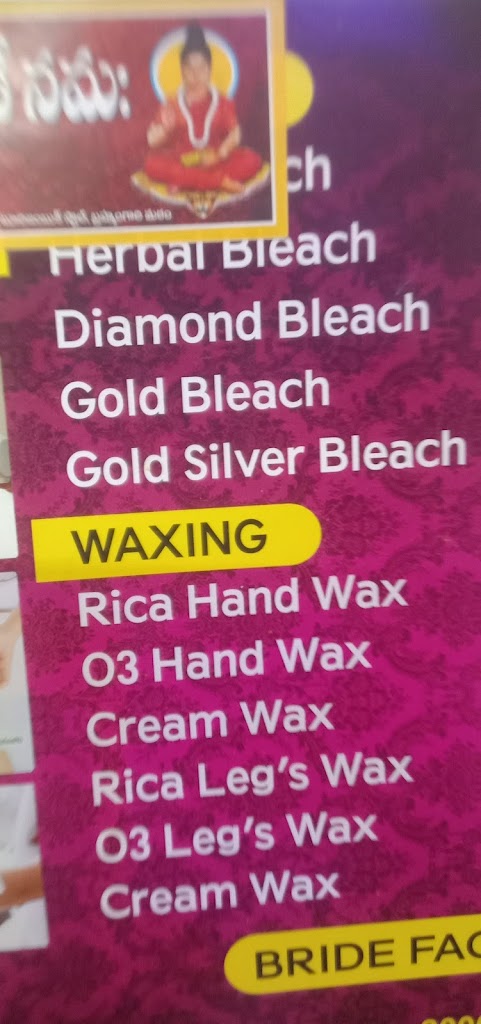 నమః
ch
Herbal Bleach
Diamond Bleach
Gold Bleach
Gold Silver Bleach
WAXING
Rica Hand Wax
O3 Hand Wax
Cream Wax
Rica Leg's Wax
O3 Leg's Wax
Cream Wax
BRIDE FAC